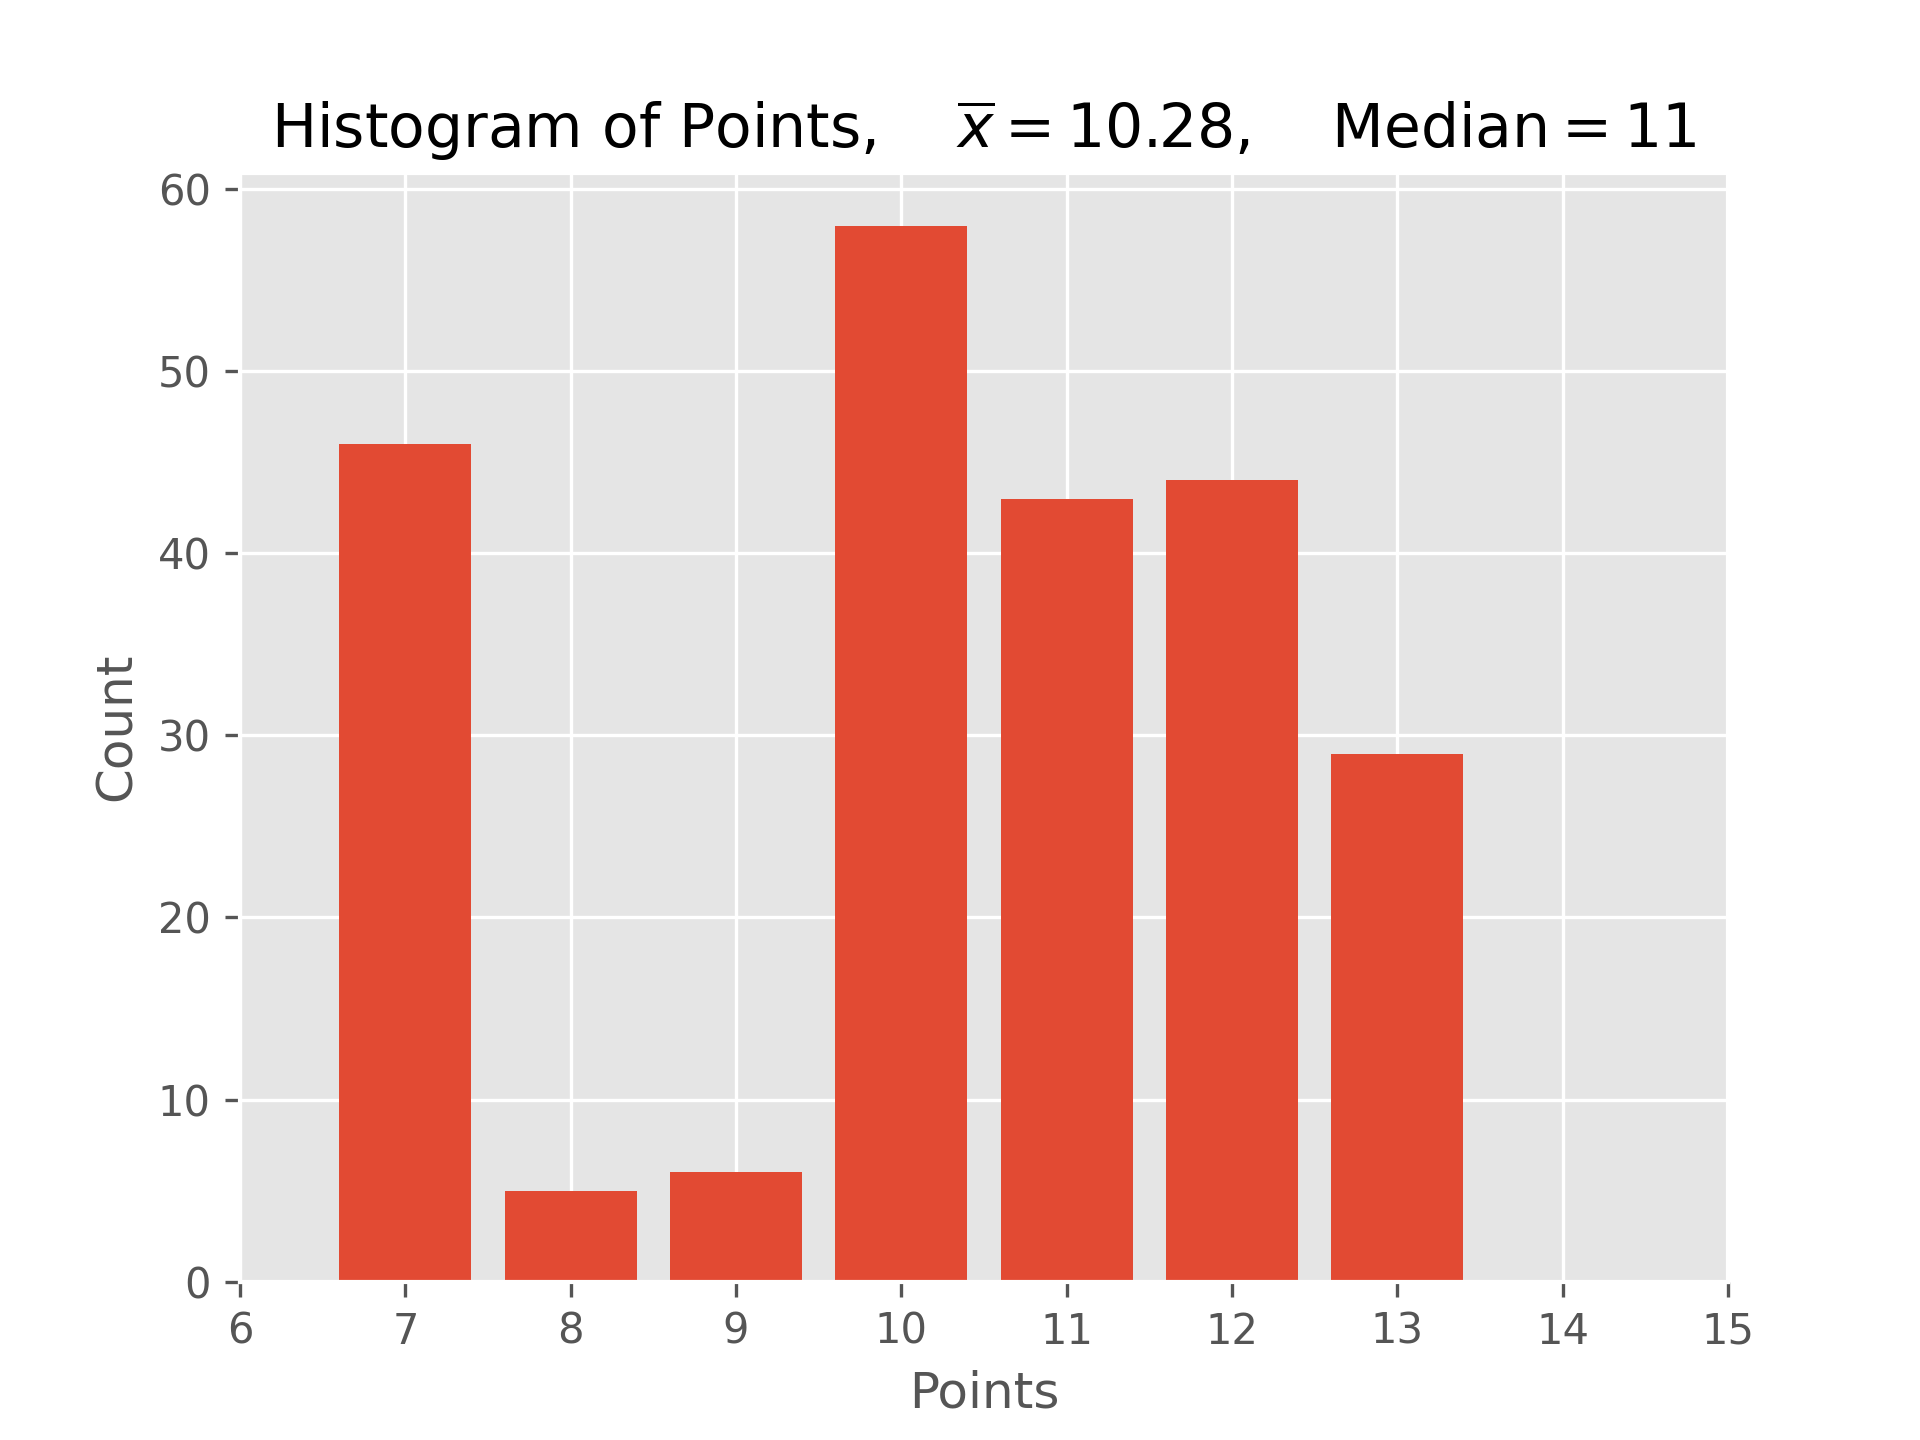 Histogram of Points, x̅ = 10.28, Median = 11
60
50
40
30
20
10
0
Count
6 7 8 9 10 11 12 13 14 15
Points